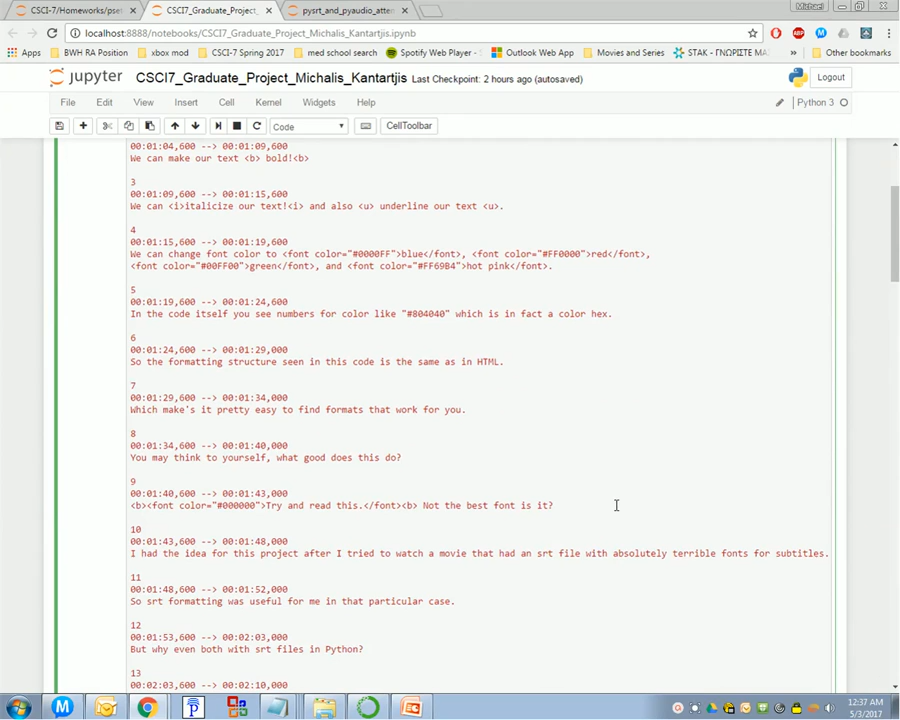 CSCI-7/Homeworks/pse
CSCI7_Graduate_Project_
pysrt_and_pyaudio_atte
Michael
localhost:8888/notebooks/CSCI7_Graduate_Project_Michalis_Kantartjis.ipynb
Apps
BWH RA Position
xbox mod
CSCI-7 Spring 2017
med school search
Spotify Web Player -
Outlook Web App
Movies and Series
STAK - ΓΝΩΡΙΣΤΕ ΜΑ
»
Other bookmarks
jupyter CSCI7_Graduate_Project_Michalis_Kantartjis Last Checkpoint: 2 hours ago (autosaved)
Logout
File Edit View Insert Cell Kernel Widgets Help
Python 3
Code
CellToolbar
00:01:04,600 --> 00:01:09,600
We can make our text <b> bold!<b>
3
00:01:09,600 --> 00:01:15,600
We can <i>italicize our text!<i> and also <u> underline our text <u>.
4
00:01:15,600 --> 00:01:19,600
We can change font color to <font color="#0000FF">blue</font>, <font color="#FF0000">red</font>,
<font color="#00FF00">green</font>, and <font color="#FF69B4">hot pink</font>.
5
00:01:19,600 --> 00:01:24,600
In the code itself you see numbers for color like "#804040" which is in fact a color hex.
6
00:01:24,600 --> 00:01:29,000
So the formatting structure seen in this code is the same as in HTML.
7
00:01:29,600 --> 00:01:34,000
Which make's it pretty easy to find formats that work for you.
8
00:01:34,600 --> 00:01:40,000
You may think to yourself, what good does this do?
9
00:01:40,600 --> 00:01:43,000
<b><font color="#000000">Try and read this.</font><b> Not the best font is it?
10
00:01:43,600 --> 00:01:48,000
I had the idea for this project after I tried to watch a movie that had an srt file with absolutely terrible fonts for subtitles.
11
00:01:48,600 --> 00:01:52,000
So srt formatting was useful for me in that particular case.
12
00:01:53,600 --> 00:02:03,000
But why even both with srt files in Python?
13
00:02:03,600 --> 00:02:10,000
12:37 AM
5/3/2017